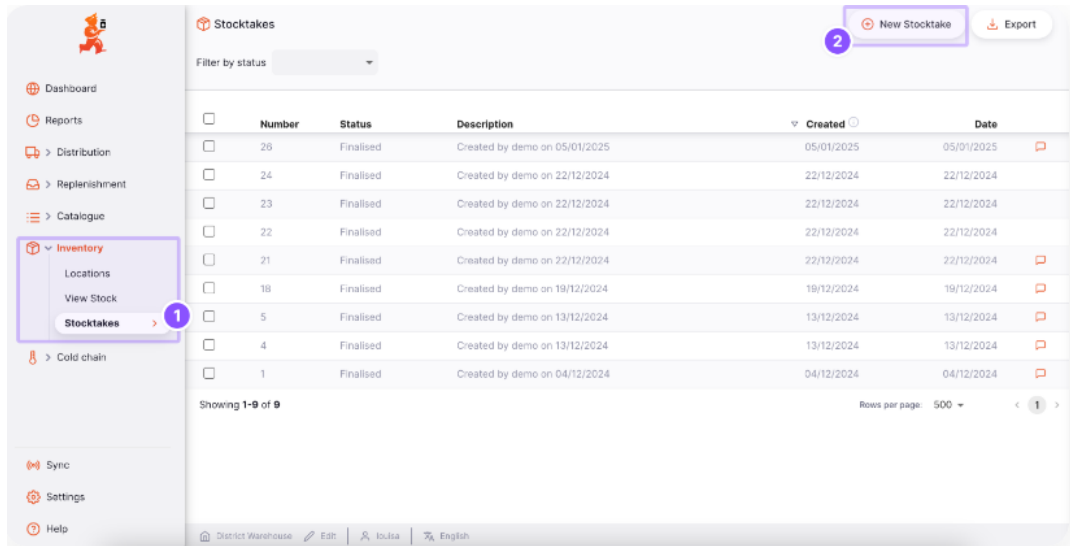 Stocktakes
New Stocktake
Export
2
Filter by status
Dashboard
Reports
Distribution
Replenishment
Catalogue
Inventory
Locations
View Stock
Stocktakes
1
Cold chain
Sync
Settings
Help
Number Status Description Created Date
26 Finalised Created by demo on 05/01/2025 05/01/2025 05/01/2025
24 Finalised Created by demo on 22/12/2024 22/12/2024 22/12/2024
23 Finalised Created by demo on 22/12/2024 22/12/2024 22/12/2024
22 Finalised Created by demo on 22/12/2024 22/12/2024 22/12/2024
21 Finalised Created by demo on 22/12/2024 22/12/2024 22/12/2024
18 Finalised Created by demo on 19/12/2024 19/12/2024 19/12/2024
5 Finalised Created by demo on 13/12/2024 13/12/2024 13/12/2024
4 Finalised Created by demo on 13/12/2024 13/12/2024 13/12/2024
1 Finalised Created by demo on 04/12/2024 04/12/2024 04/12/2024
Showing 1-9 of 9 Rows per page: 500 1
District Warehouse Edit louisa English